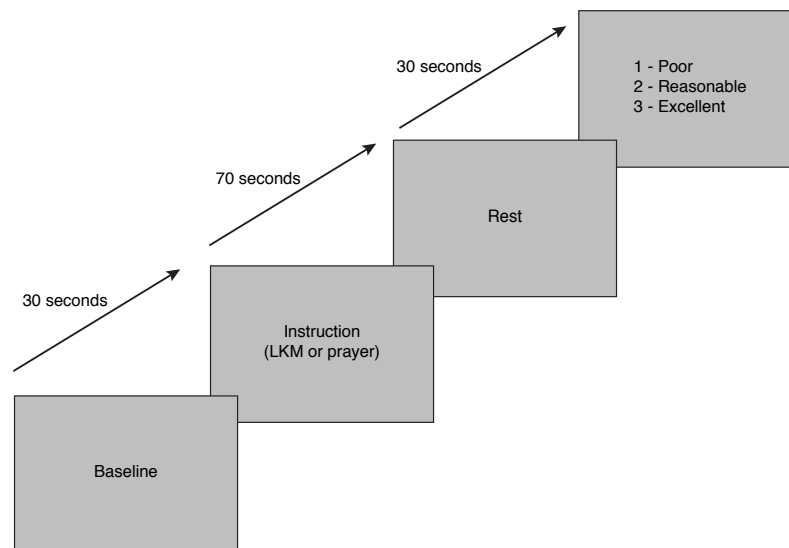 30 seconds
1 - Poor
2 - Reasonable
3 - Excellent
70 seconds
Rest
30 seconds
Instruction
(LKM or prayer)
Baseline